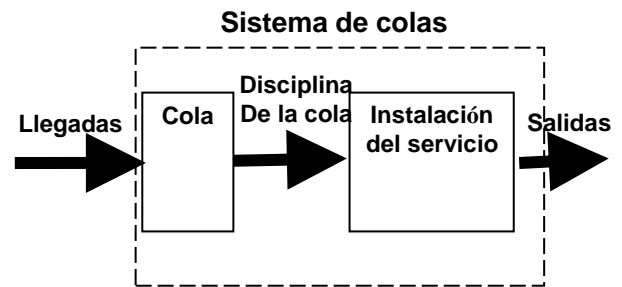 Sistema de colas
Llegadas
Cola
Disciplina
De la cola
Instalación
del servicio
Salidas